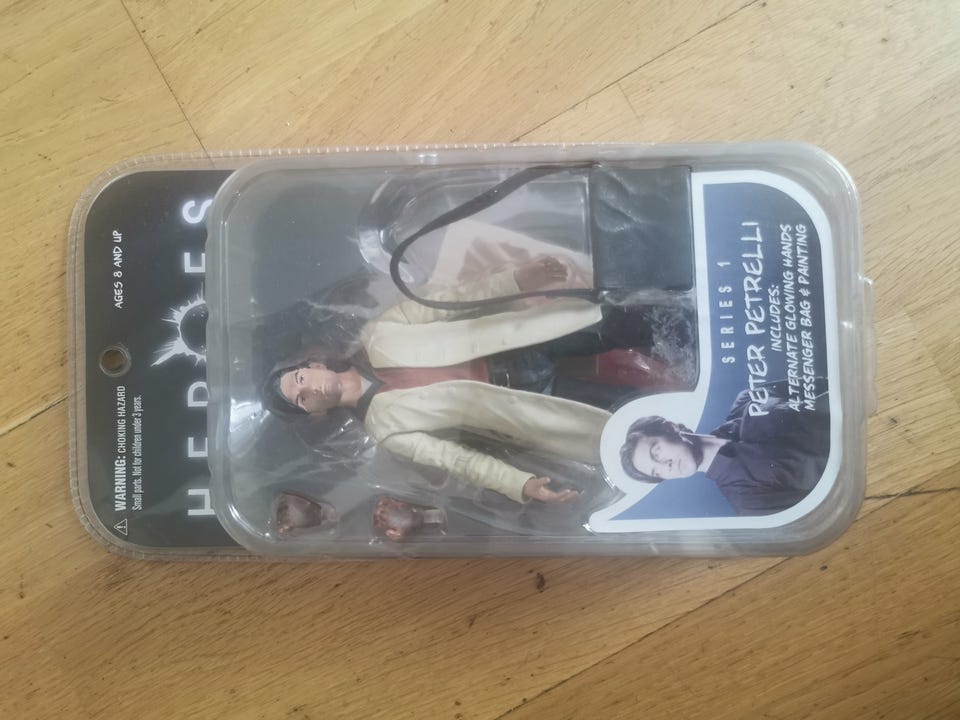 AGES 8 AND UP
⚠ WARNING: CHOKING HAZARD
Small parts. Not for children under 3 years.
HEROES
SERIES 1
PETER PETRELLI
INCLUDES:
ALTERNATE GLOWING HANDS
MESSENGER BAG & PAINTING